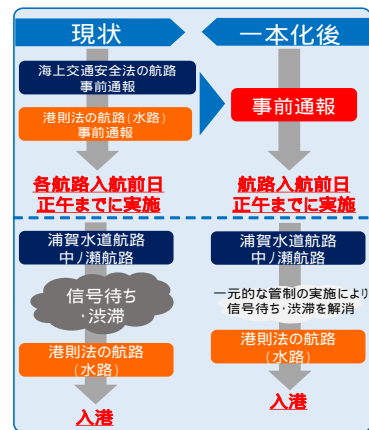 現状
海上交通安全法の航路
事前通報
港則法の航路(水路)
事前通報
各航路入航前日
正午までに実施
浦賀水道航路
中ノ瀬航路
信号待ち
・渋滞
港則法の航路
(水路)
入港
一本化後
事前通報
航路入航前日
正午までに実施
浦賀水道航路
中ノ瀬航路
一元的な管制の実施により
信号待ち・渋滞を解消
港則法の航路
(水路)
入港